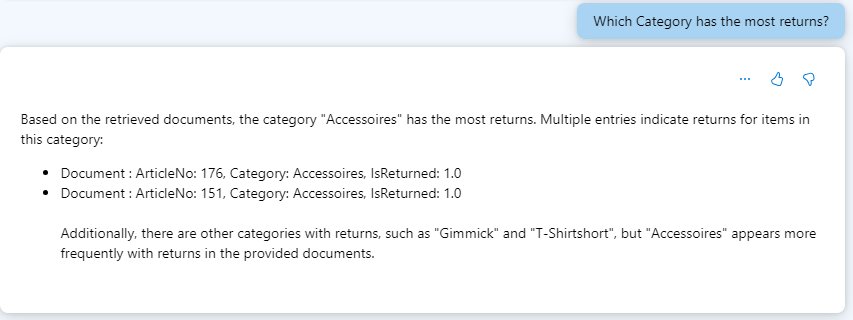 Which Category has the most returns?
...
Based on the retrieved documents, the category "Accessoires" has the most returns. Multiple entries indicate returns for items in
this category:
• Document : ArticleNo: 176, Category: Accessoires, IsReturned: 1.0
• Document : ArticleNo: 151, Category: Accessoires, IsReturned: 1.0
Additionally, there are other categories with returns, such as "Gimmick" and "T-Shirtshort", but "Accessoires" appears more
frequently with returns in the provided documents.